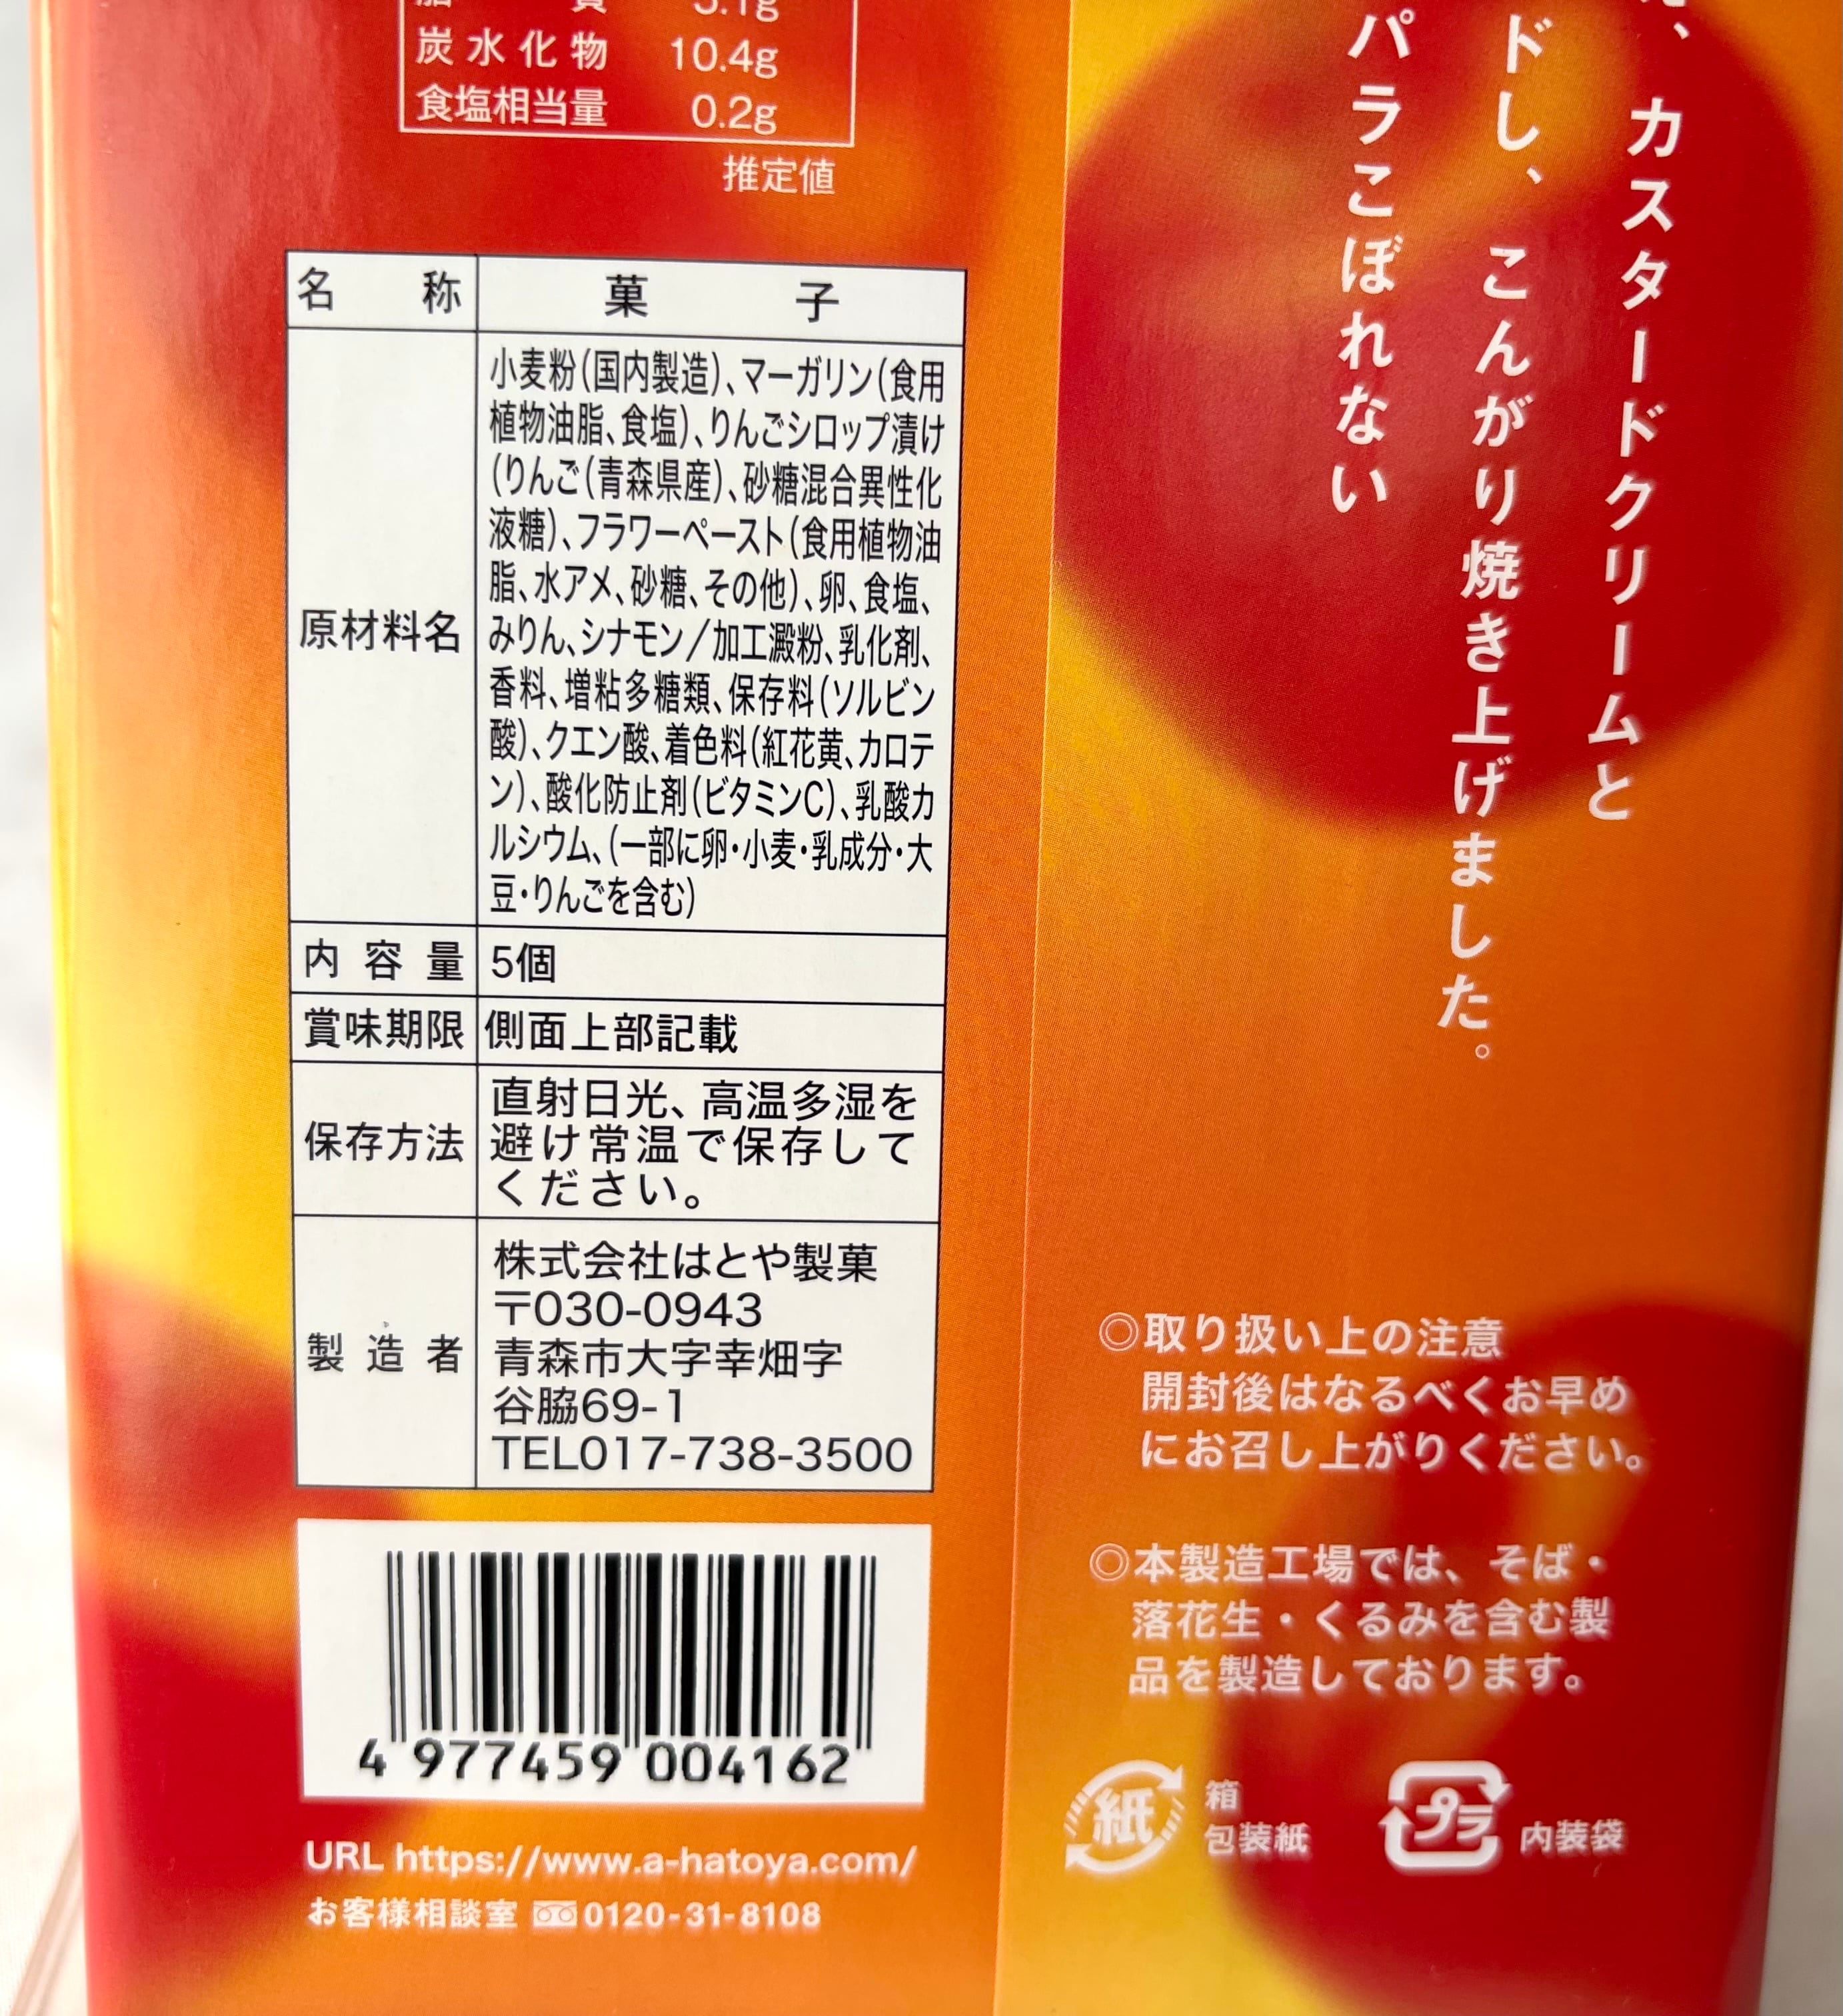 炭水化物 10.4g
食塩相当量 0.2g
推定値
名称 菓子
原材料名
小麦粉(国内製造)、マーガリン(食用
植物油脂、食塩)、りんごシロップ漬け
(りんご(青森県産)、砂糖混合異性化
液糖)、フラワーペースト(食用植物油
脂、水アメ、砂糖、その他)、卵、食塩、
みりん、シナモン/加工澱粉、乳化剤、
香料、増粘多糖類、保存料(ソルビン
酸)、クエン酸、着色料(紅花黄、カロテ
ン)、酸化防止剤(ビタミンC)、乳酸カ
ルシウム、(一部に卵・小麦・乳成分・大
豆・りんごを含む)
内容量 5個
賞味期限 側面上部記載
保存方法
直射日光、高温多湿を
避け常温で保存して
ください。
製造者
株式会社はとや製菓
〒030-0943
青森市大字幸畑字
谷脇69-1
TEL017-738-3500
4 977459 004162
URL https://www.a-hatoya.com/
お客様相談室 0120-31-8108
、カスタードクリームと
ドし、こんがり焼き上げました。
パラこぼれない
◎取り扱い上の注意
開封後はなるべくお早め
にお召し上がりください。
◎本製造工場では、そば・
落花生・くるみを含む製
品を製造しております。
紙
箱
包装紙
プラ
内装袋